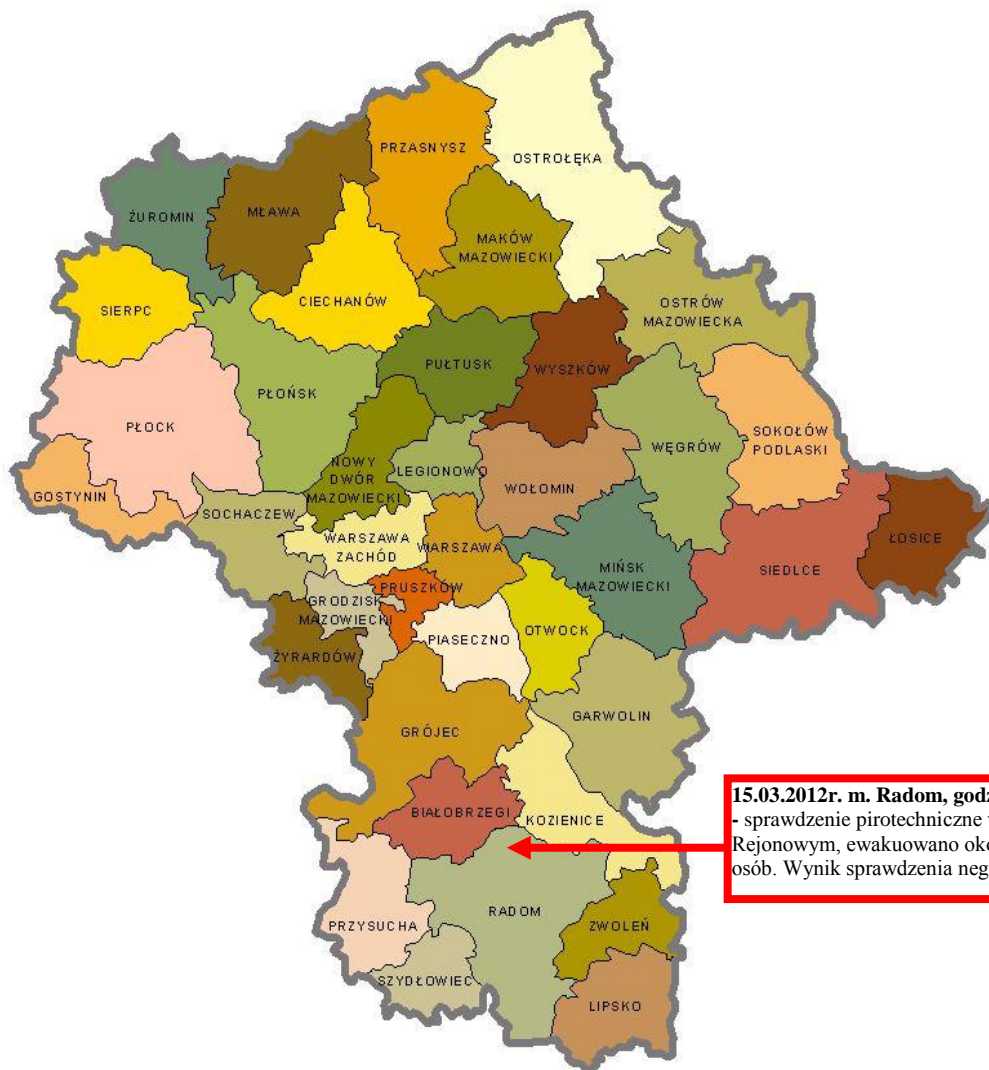 PRZASNYSZ
OSTROŁĘKA
ŻUROMIN
MŁAWA
MAKÓW
MAZOWIECKI
SIERPC
CIECHANÓW
OSTRÓW
MAZOWIECKA
PŁOŃSK
PUŁTUSK
WYSZKÓW
PŁOCK
NOWY
DWÓR
MAZOWIECKI
LEGIONOWO
WOŁOMIN
WĘGRÓW
SOKOŁÓW
PODLASKI
GOSTYNIN
SOCHACZEW
WARSZAWA
ZACHÓD
WARSZAWA
MIŃSK
MAZOWIECKI
SIEDLCE
ŁOSICE
PRUSZKÓW
GRODZISK
MAZOWIECKI
PIASECZNO
OTWOCK
ŻYRARDÓW
GARWOLIN
GRÓJEC
BIAŁOBRZEGI
KOZIENICE
15.03.2012r. m. Radom, godz
- sprawdzenie pirotechniczne
Rejonowym, ewakuowano oko
osób. Wynik sprawdzenia neg
PRZYSUCHA
RADOM
ZWOLEŃ
SZYDŁOWIEC
LIPSKO